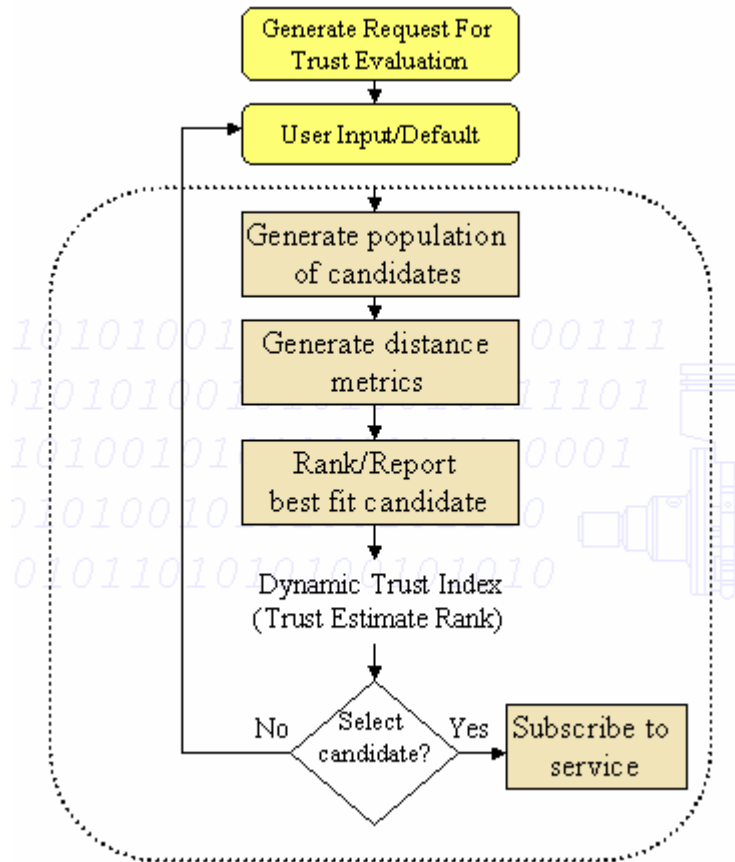 Generate Request For
Trust Evaluation
User Input/Default
Generate population
of candidates
Generate distance
metrics
Rank/Report
best fit candidate
Dynamic Trust Index
(Trust Estimate Rank)
No
Select
candidate?
Yes
Subscribe to
service